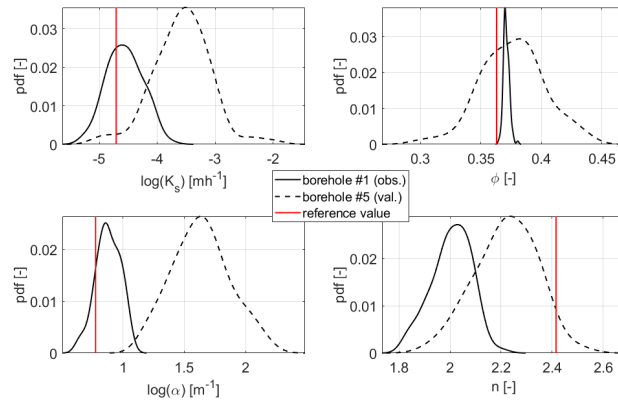 pdf [-]
0.03
0.02
0.01
0
-5
-4
-3
-2
log(K_s) [mh^-1]
pdf [-]
0.03
0.02
0.01
0
0.3
0.35
0.4
0.45
ϕ [-]
borehole #1 (obs.)
borehole #5 (val.)
reference value
pdf [-]
0.02
0.01
0
1
1.5
2
log(α) [m^-1]
pdf [-]
0.02
0.01
0
1.8
2
2.2
2.4
2.6
n [-]